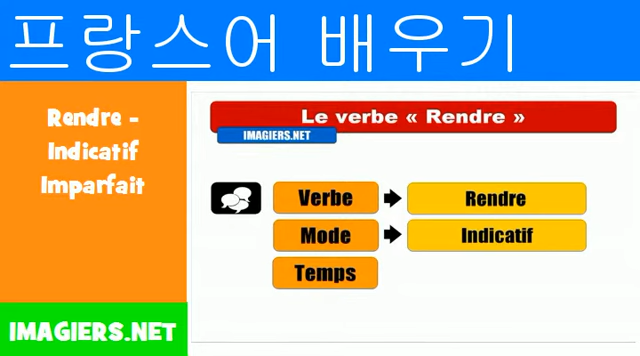 프랑스어 배우기
Rendre -
Indicatif
Imparfait
IMAGIERS.NET
Le verbe « Rendre »
IMAGIERS.NET
Verbe Rendre
Mode Indicatif
Temps